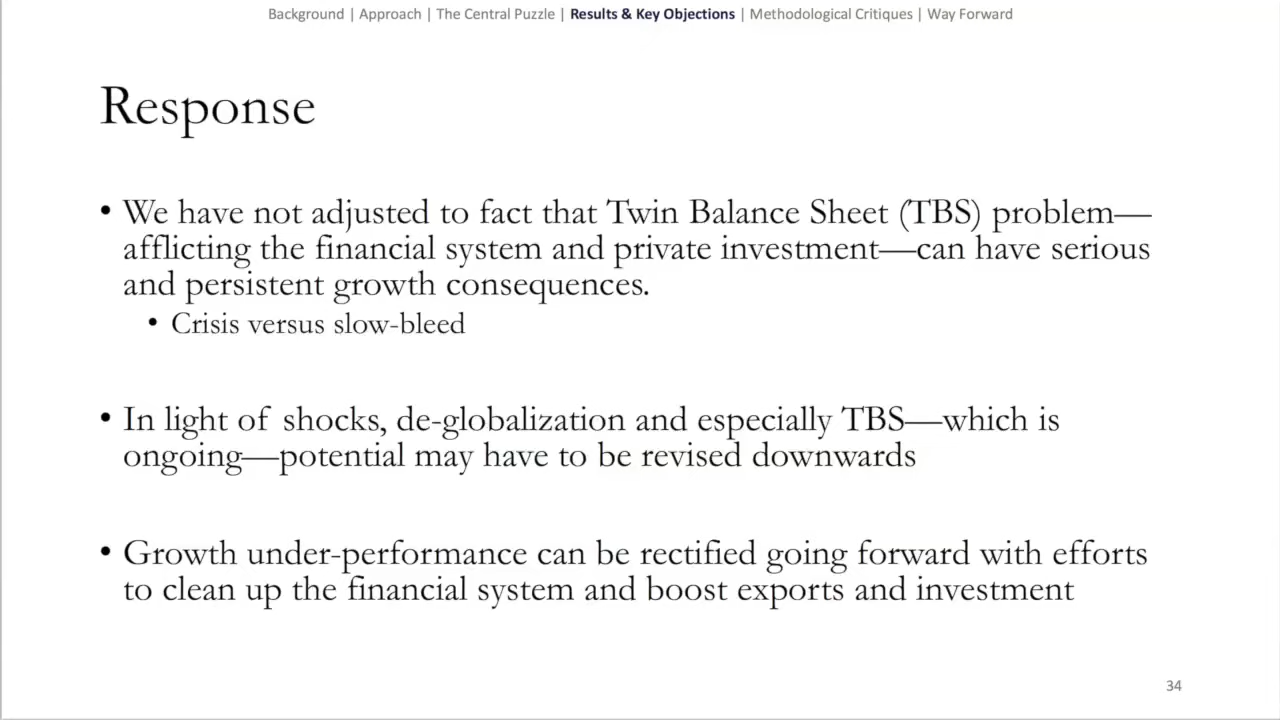 Background | Approach | The Central Puzzle | Results & Key Objections | Methodological Critiques | Way Forward
Response
• We have not adjusted to fact that Twin Balance Sheet (TBS) problem—
afflicting the financial system and private investment—can have serious
and persistent growth consequences.
• Crisis versus slow-bleed
• In light of shocks, de-globalization and especially TBS—which is
ongoing—potential may have to be revised downwards
• Growth under-performance can be rectified going forward with efforts
to clean up the financial system and boost exports and investment
34